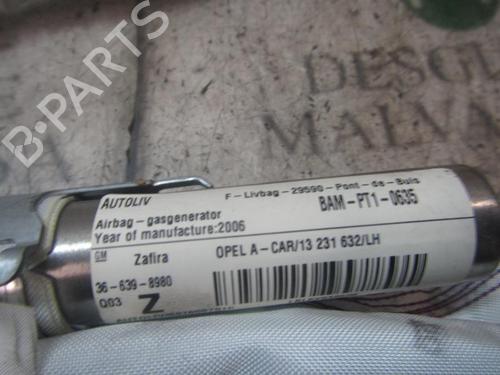 B-PARTS
DESGU
MALVA
AUTOLIV
F-Livbag-29590-Pont-de-Buis
Airbag-gasgenerator
BAM-PT1-0635
Year of manufacture:2006
GM
Zafira
OPEL A-CAR/13 231 632/LH
36-639-8980
Q03
Z